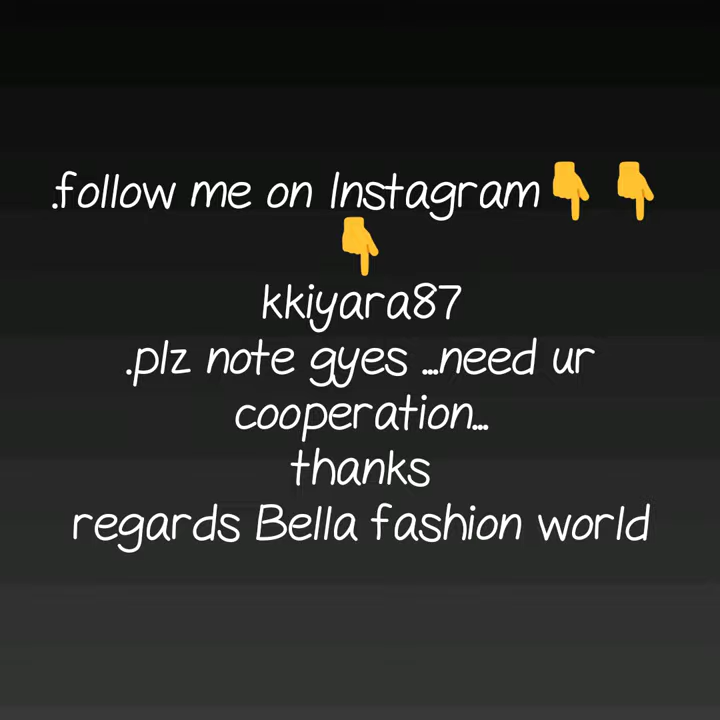 .follow me on Instagram👇 👇
👇
kkiyara87
.plz note gyes ...need ur
cooperation...
thanks
regards Bella fashion world